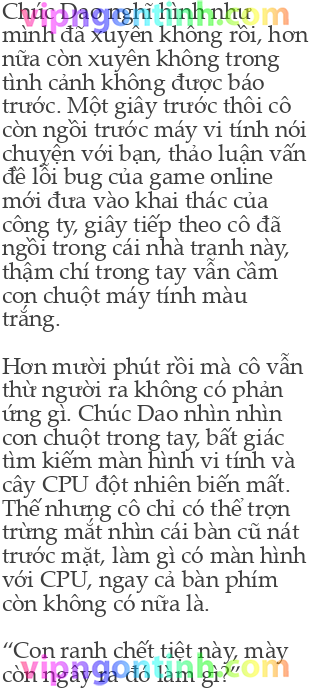 Chúc Dao nghĩ hình như
mình đã xuyên không rồi, hơn
nữa còn xuyên không trong
tình cảnh không được báo
trước. Một giây trước thôi cô
còn ngồi trước máy vi tính nói
chuyện với bạn, thảo luận vấn
đề lỗi bug của game online
mới đưa vào khai thác của
công ty, giây tiếp theo cô đã
ngồi trong cái nhà tranh này,
thậm chí trong tay vẫn cầm
con chuột máy tính màu
trắng.
Hơn mười phút rồi mà cô vẫn
thừ người ra không có phản
ứng gì. Chúc Dao nhìn nhìn
con chuột trong tay, bất giác
tìm kiếm màn hình vi tính và
cây CPU đột nhiên biến mất.
Thế nhưng cô chỉ có thể trợn
trừng mắt nhìn cái bàn cũ nát
trước mặt, làm gì có màn hình
với CPU, ngay cả bàn phím
còn không có nữa là.
“Con ranh chết tiệt này, mày
còn ngây ra đó làm gì?”
vipngontinh.com
vipngontinh.com